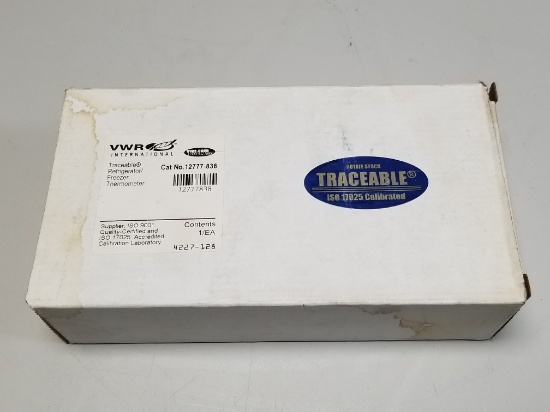 VWR
INTERNATIONAL
Traceable®
Refrigerator/
Freezer
Thermometer
Cat No.12777-838
12777838
Supplier, ISO 9001
Quality-Certified and
ISO 17025 Accredited
Calibration Laboratory
Contents
1/EA
4227-128
TRACEABLE®
ISO 17025 Calibrated